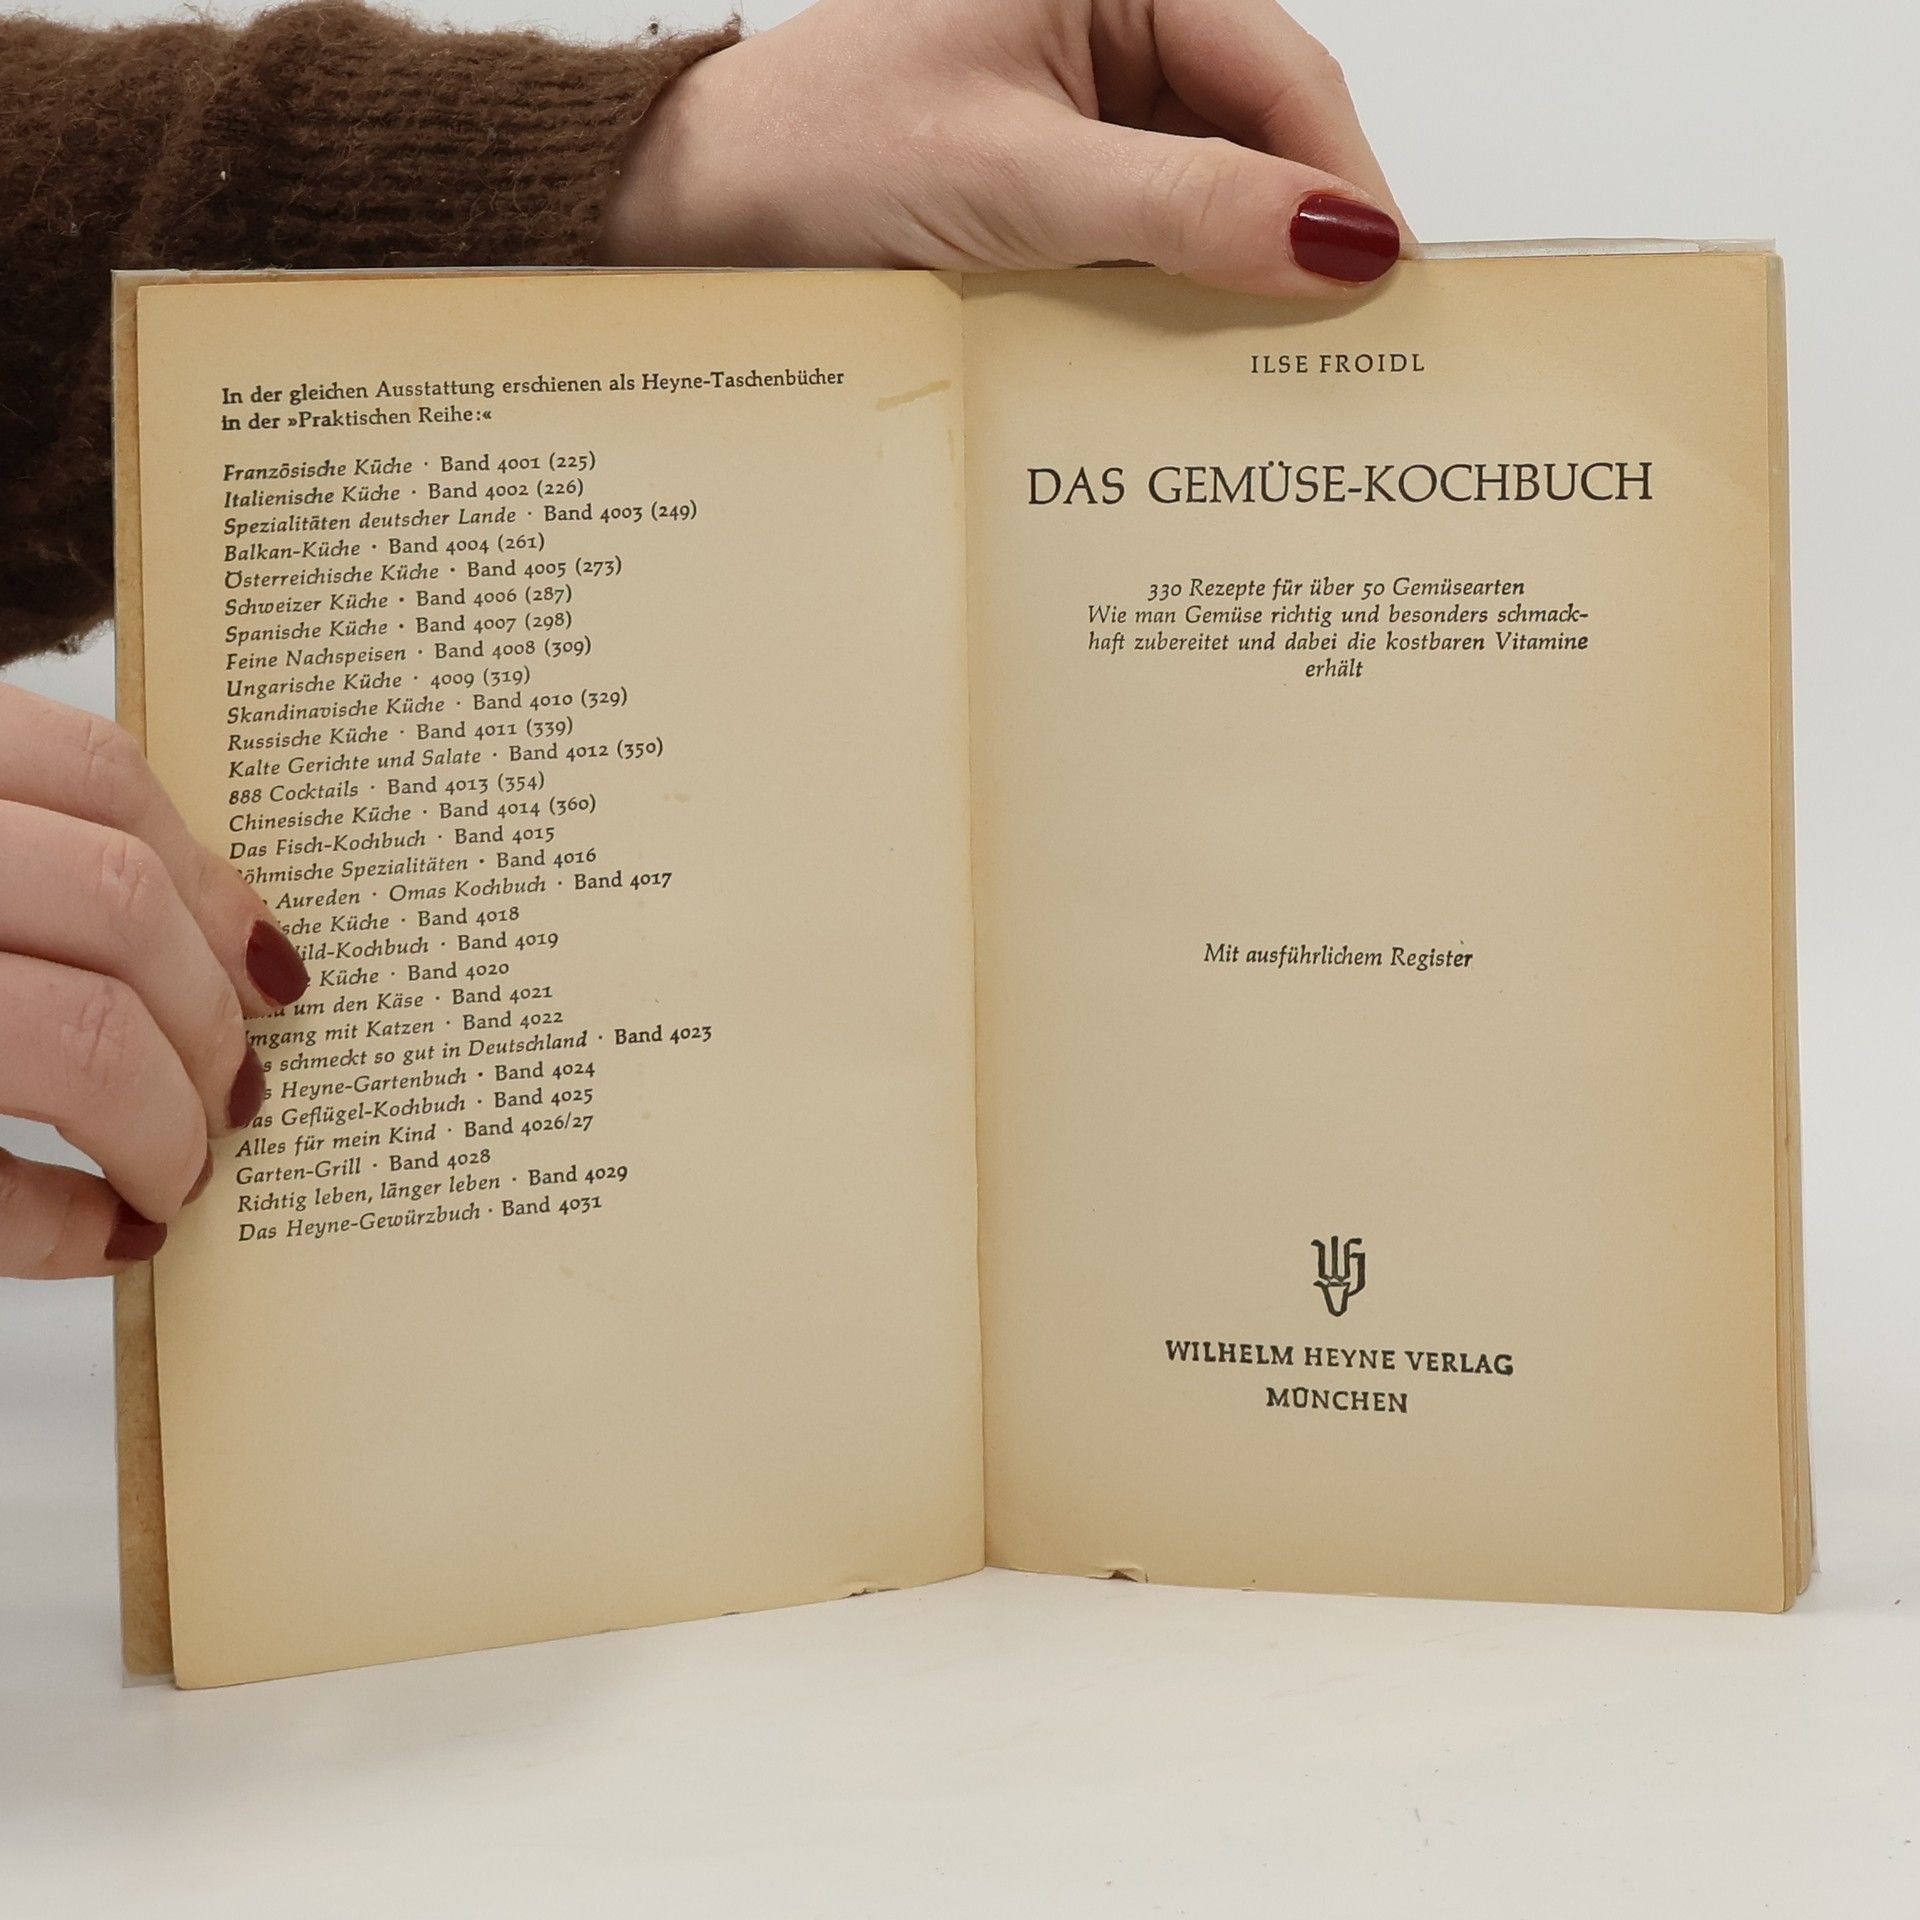 In der gleichen Ausstattung erschienen als Heyne-Taschenbücher
in der »Praktischen Reihe:«
Französische Küche · Band 4001 (225)
Italienische Küche · Band 4002 (226)
Spezialitäten deutscher Lande · Band 4003 (249)
Balkan-Küche · Band 4004 (261)
Österreichische Küche · Band 4005 (273)
Schweizer Küche · Band 4006 (287)
Spanische Küche · Band 4007 (298)
Feine Nachspeisen · Band 4008 (309)
Ungarische Küche · 4009 (319)
Skandinavische Küche · Band 4010 (329)
Russische Küche · Band 4011 (339)
Kalte Gerichte und Salate · Band 4012 (350)
888 Cocktails · Band 4013 (354)
Chinesische Küche · Band 4014 (360)
Das Fisch-Kochbuch · Band 4015
Böhmische Spezialitäten · Band 4016
Aureden · Omas Kochbuch · Band 4017
Küche · Band 4018
ild-Kochbuch · Band 4019
Küche · Band 4020
um den Käse · Band 4021
Umgang mit Katzen · Band 4022
schmeckt so gut in Deutschland · Band 4023
Heyne-Gartenbuch · Band 4024
Das Geflügel-Kochbuch · Band 4025
Alles für mein Kind · Band 4026/27
Garten-Grill · Band 4028
Richtig leben, länger leben · Band 4029
Das Heyne-Gewürzbuch · Band 4031
ILSE FROIDL
DAS GEMÜSE-KOCHBUCH
330 Rezepte für über 50 Gemüsearten
Wie man Gemüse richtig und besonders schmack-
haft zubereitet und dabei die kostbaren Vitamine
erhält
Mit ausführlichem Register
WILHELM HEYNE VERLAG
MÜNCHEN